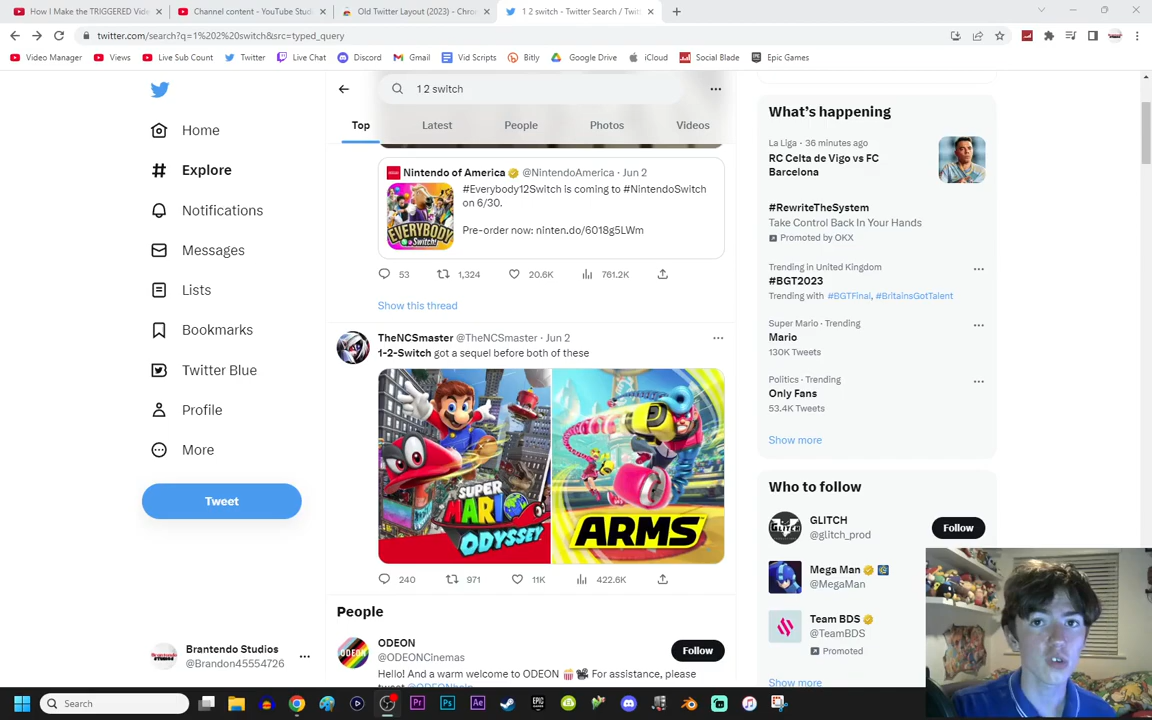 How I Make the TRIGGERED Vide
Channel content - YouTube Studi
Old Twitter Layout (2023) - Chro
1 2 switch - Twitter Search / Twitt
twitter.com/search?q=1%202%20switch&src=typed_query
Video Manager
Views
Live Sub Count
Twitter
Live Chat
Discord
Gmail
Vid Scripts
Bitly
Google Drive
iCloud
Social Blade
Epic Games
Home
Explore
Notifications
Messages
Lists
Bookmarks
Twitter Blue
Profile
More
Tweet
Brantendo Studios
@Brandon45554726
1 2 switch
Top
Latest
People
Photos
Videos
Nintendo of America @NintendoAmerica · Jun 2
#Everybody12Switch is coming to #NintendoSwitch
on 6/30.
Pre-order now: ninten.do/6018g5LWm
EVERYBODY
Switch!
53 1,324 20.6K 761.2K
Show this thread
TheNCSmaster @TheNCSmaster · Jun 2
1-2-Switch got a sequel before both of these
SUPER
MARIO
ODYSSEY
ARMS
240 971 11K 422.6K
People
ODEON
@ODEONCinemas
Follow
Hello! And a warm welcome to ODEON For assistance, please
tweet @ODEONhelp
What's happening
La Liga · 36 minutes ago
RC Celta de Vigo vs FC
Barcelona
#RewriteTheSystem
Take Control Back In Your Hands
Promoted by OKX
Trending in United Kingdom
#BGT2023
Trending with #BGTFinal, #BritainsGotTalent
Super Mario · Trending
Mario
130K Tweets
Politics · Trending
Only Fans
53.4K Tweets
Show more
Who to follow
GLITCH
@glitch_prod
Follow
Mega Man
@MegaMan
Team BDS
@TeamBDS
Promoted
Show more
Search